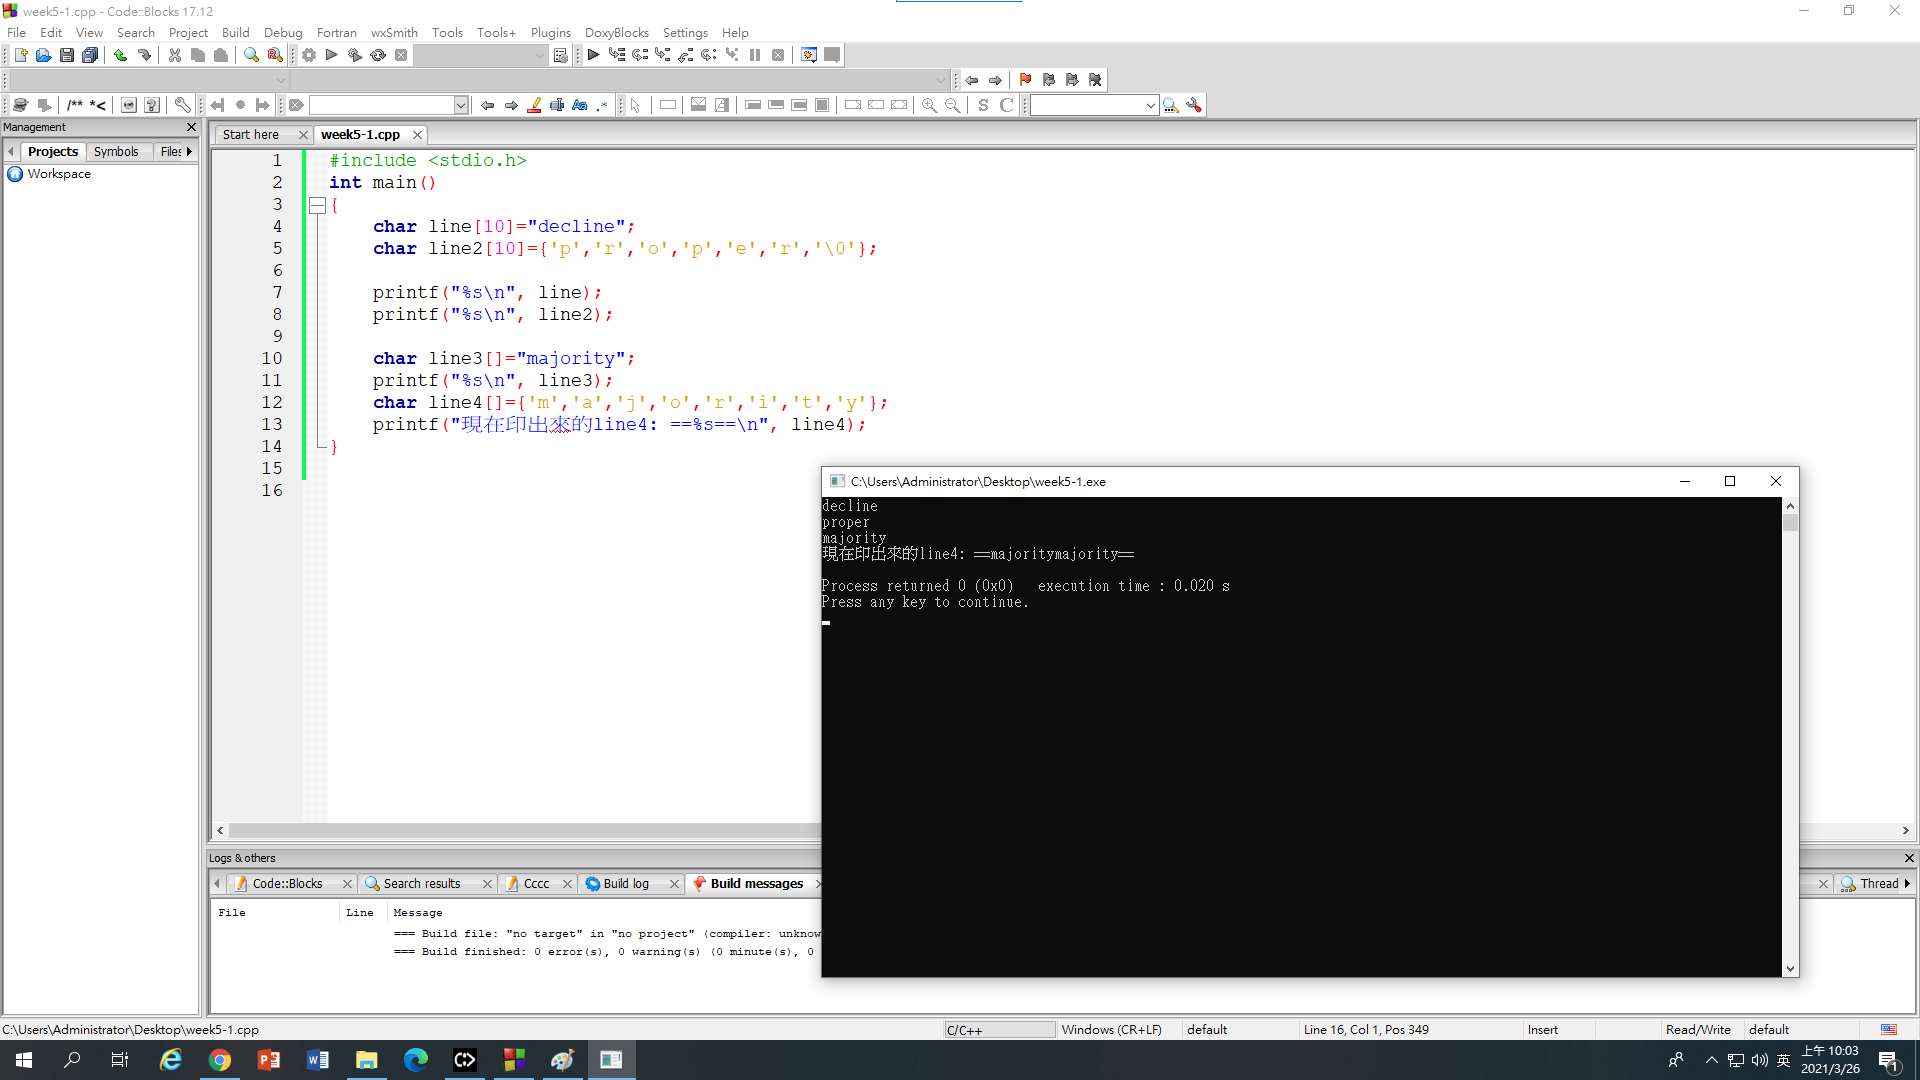 week5-1.cpp - Code::Blocks 17.12
File Edit View Search Project Build Debug Fortran wxSmith Tools Tools+ Plugins DoxyBlocks Settings Help
/** *<
S C
Management
Projects Symbols Files
Workspace
Start here week5-1.cpp
1 #include <stdio.h>
2 int main()
3 {
4 char line[10]="decline";
5 char line2[10]={'p','r','o','p','e','r','\0'};
6
7 printf("%s\n", line);
8 printf("%s\n", line2);
9
10 char line3[]="majority";
11 printf("%s\n", line3);
12 char line4[]={'m','a','j','o','r','i','t','y'};
13 printf("現在印出來的line4: ==%s==\n", line4);
14 }
15
16
C:\Users\Administrator\Desktop\week5-1.exe
decline
proper
majority
現在印出來的line4: ==majoritymajority==
Process returned 0 (0x0) execution time : 0.020 s
Press any key to continue.
Logs & others
Code::Blocks Search results Cccc Build log Build messages Thread
File Line Message
=== Build file: "no target" in "no project" (compiler: unknow
=== Build finished: 0 error(s), 0 warning(s) (0 minute(s), 0
C:\Users\Administrator\Desktop\week5-1.cpp C/C++ Windows (CR+LF) default Line 16, Col 1, Pos 349 Insert Read/Write default
英 上午 10:03
2021/3/26
1